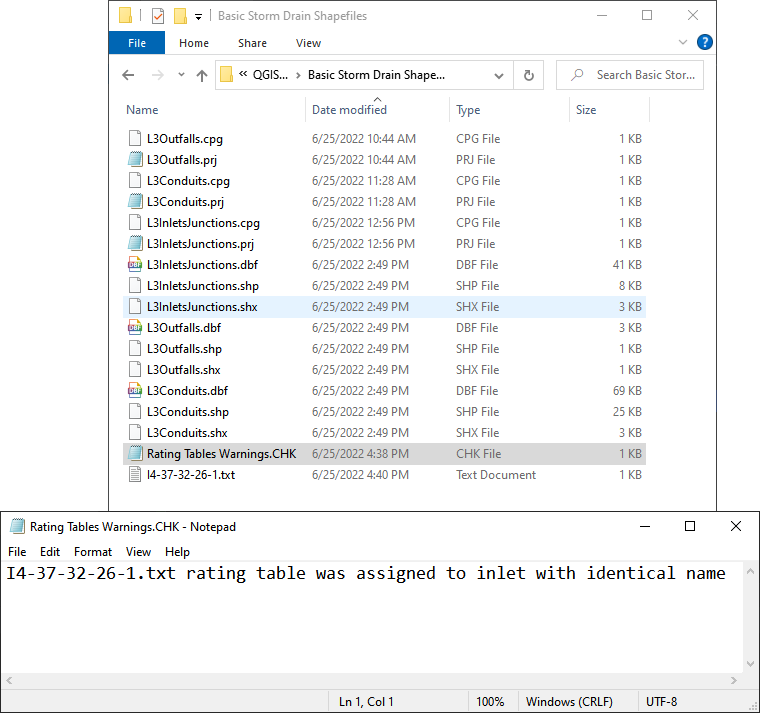 Basic Storm Drain Shapefiles
File Home Share View
« QGIS... › Basic Storm Drain Shape... Search Basic Stor...
Name Date modified Type Size
L3Outfalls.cpg 6/25/2022 10:44 AM CPG File 1 KB
L3Outfalls.prj 6/25/2022 10:44 AM PRJ File 1 KB
L3Conduits.cpg 6/25/2022 11:28 AM CPG File 1 KB
L3Conduits.prj 6/25/2022 11:28 AM PRJ File 1 KB
L3InletsJunctions.cpg 6/25/2022 12:56 PM CPG File 1 KB
L3InletsJunctions.prj 6/25/2022 12:56 PM PRJ File 1 KB
L3InletsJunctions.dbf 6/25/2022 2:49 PM DBF File 41 KB
L3InletsJunctions.shp 6/25/2022 2:49 PM SHP File 8 KB
L3InletsJunctions.shx 6/25/2022 2:49 PM SHX File 3 KB
L3Outfalls.dbf 6/25/2022 2:49 PM DBF File 3 KB
L3Outfalls.shp 6/25/2022 2:49 PM SHP File 1 KB
L3Outfalls.shx 6/25/2022 2:49 PM SHX File 1 KB
L3Conduits.dbf 6/25/2022 2:49 PM DBF File 69 KB
L3Conduits.shp 6/25/2022 2:49 PM SHP File 25 KB
L3Conduits.shx 6/25/2022 2:49 PM SHX File 3 KB
Rating Tables Warnings.CHK 6/25/2022 4:38 PM CHK File 1 KB
I4-37-32-26-1.txt 6/25/2022 4:40 PM Text Document 1 KB
Rating Tables Warnings.CHK - Notepad
File Edit Format View Help
I4-37-32-26-1.txt rating table was assigned to inlet with identical name
Ln 1, Col 1 100% Windows (CRLF) UTF-8